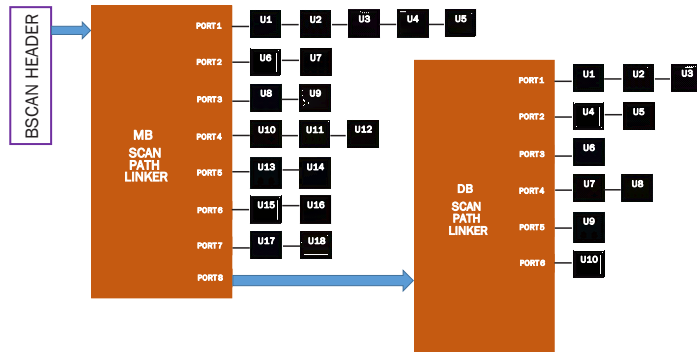 BSCAN HEADER
MB
SCAN
PATH
LINKER
PORT1 U1 U2 U3 U4 U5
PORT2 U6 U7
PORT3 U8 U9
PORT4 U10 U11 U12
PORT5 U13 U14
PORT6 U15 U16
PORT7 U17 U18
PORT8
DB
SCAN
PATH
LINKER
PORT1 U1 U2 U3
PORT2 U4 U5
PORT3 U6
PORT4 U7 U8
PORT5 U9
PORT6 U10